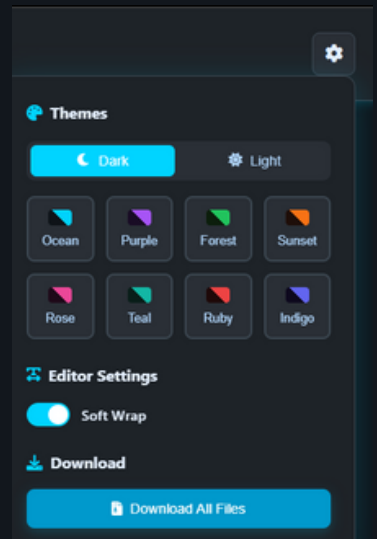 Themes
Dark Light
Ocean Purple Forest Sunset
Rose Teal Ruby Indigo
Editor Settings
Soft Wrap
Download
Download All Files